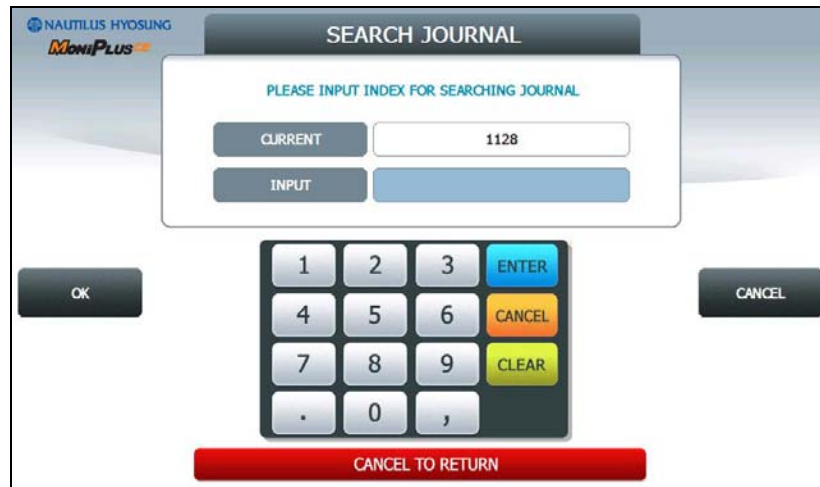 NAUTILUS HYOSUNG
MoniPlus CE
SEARCH JOURNAL
PLEASE INPUT INDEX FOR SEARCHING JOURNAL
CURRENT 1128
INPUT
1 2 3 ENTER
OK
CANCEL
4 5 6 CANCEL
7 8 9 CLEAR
. 0 ,
CANCEL TO RETURN